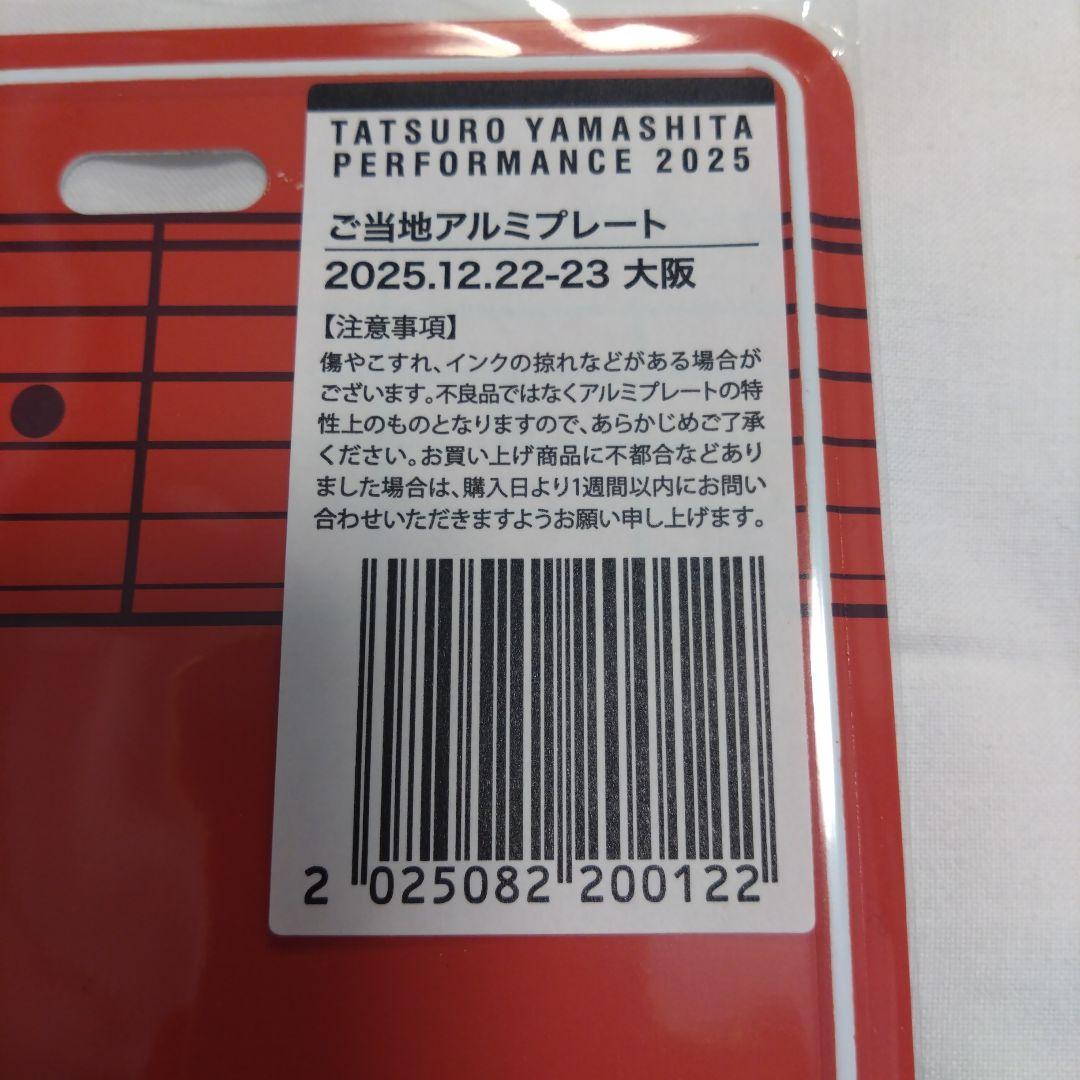 TATSURO YAMASHITA
PERFORMANCE 2025
ご当地アルミプレート
2025.12.22-23 大阪
【注意事項】
傷やこすれ、インクの掠れなどがある場合が
ございます。不良品ではなくアルミプレートの特
性上のものとなりますので、あらかじめご了承
ください。お買い上げ商品に不都合などあり
ました場合は、購入日より1週間以内にお問い
合わせいただきますようお願い申し上げます。
2 025082 200122